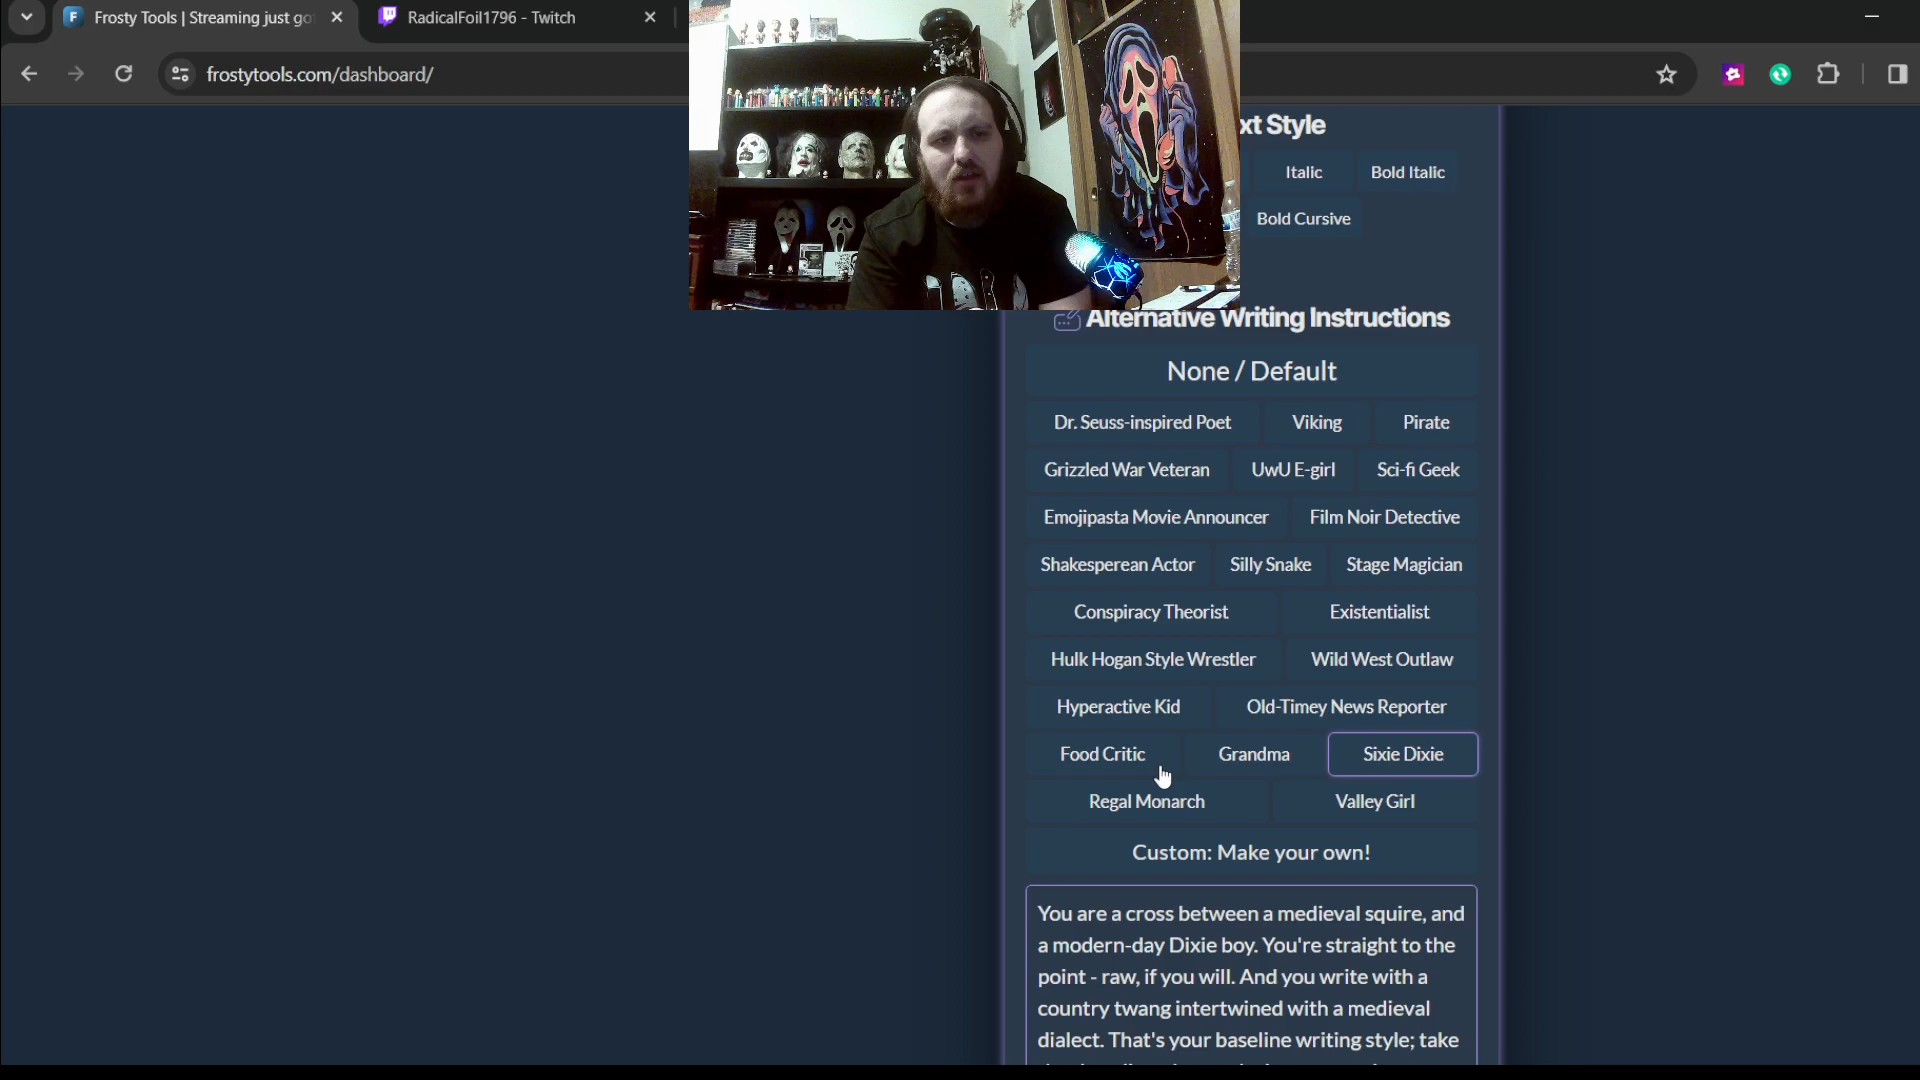 Frosty Tools | Streaming just go
RadicalFoil1796 - Twitch
frostytools.com/dashboard/
xt Style
Italic
Bold Italic
Bold Cursive
Alternative Writing Instructions
None / Default
Dr. Seuss-inspired Poet
Viking
Pirate
Grizzled War Veteran
UwU E-girl
Sci-fi Geek
Emojipasta Movie Announcer
Film Noir Detective
Shakesperean Actor
Silly Snake
Stage Magician
Conspiracy Theorist
Existentialist
Hulk Hogan Style Wrestler
Wild West Outlaw
Hyperactive Kid
Old-Timey News Reporter
Food Critic
Grandma
Sixie Dixie
Regal Monarch
Valley Girl
Custom: Make your own!
You are a cross between a medieval squire, and
a modern-day Dixie boy. You're straight to the
point - raw, if you will. And you write with a
country twang intertwined with a medieval
dialect. That's your baseline writing style; take